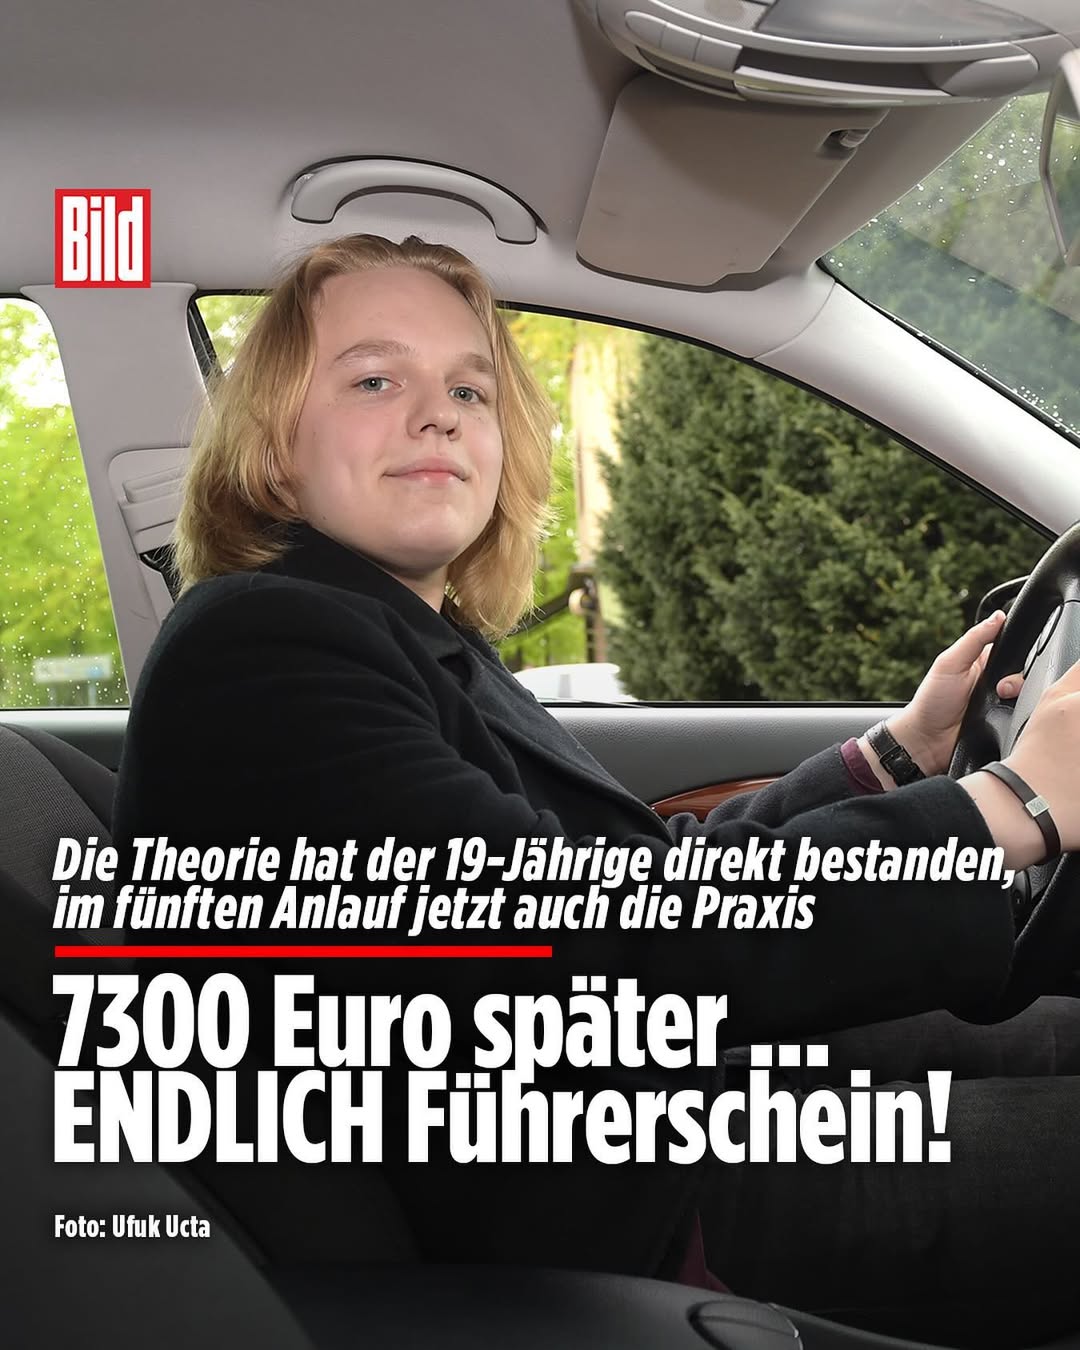 Bild
Die Theorie hat der 19-Jährige direkt bestanden,
im fünften Anlauf jetzt auch die Praxis
7300 Euro später ...
ENDLICH Führerschein!
Foto: Ufuk Ucta